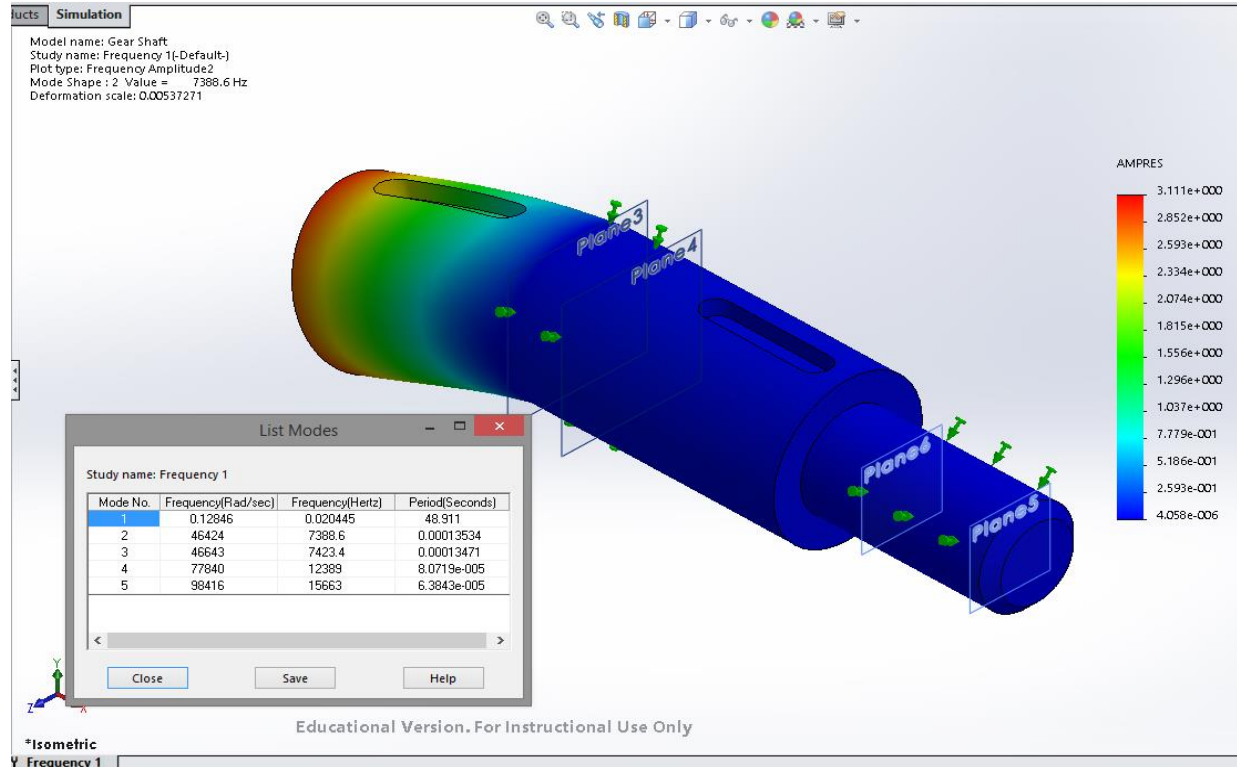 ducts Simulation
Model name: Gear Shaft
Study name: Frequency 1(-Default-)
Plot type: Frequency Amplitude2
Mode Shape : 2 Value = 7388.6 Hz
Deformation scale: 0.00537271
Plane3
Plane4
Plane6
Plane5
AMPRES
3.111e+000
2.852e+000
2.593e+000
2.334e+000
2.074e+000
1.815e+000
1.556e+000
1.296e+000
1.037e+000
7.779e-001
5.186e-001
2.593e-001
4.058e-006
List Modes
Study name: Frequency 1
Mode No. Frequency(Rad/sec) Frequency(Hertz) Period(Seconds)
1 0.12846 0.020445 48.911
2 46424 7388.6 0.00013534
3 46643 7423.4 0.00013471
4 77840 12389 8.0719e-005
5 98416 15663 6.3843e-005
Close Save Help
Y
Z X
Educational Version. For Instructional Use Only
*Isometric
Frequency 1